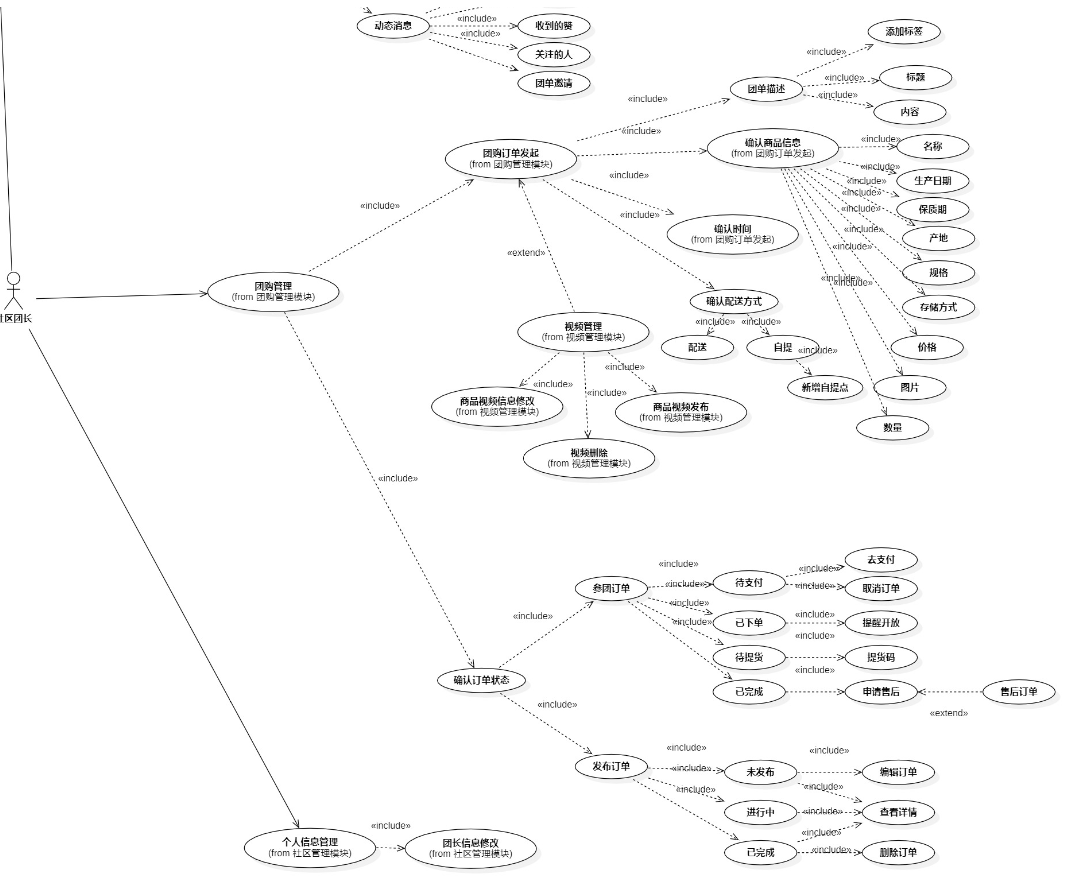 动态消息
«include»
收到的赞
«include»
关注的人
团单邀请
添加标签
«include»
标题
«include»
团单描述
«include»
内容
«include»
«include»
团购订单发起
(from 团购管理模块)
确认商品信息
(from 团购订单发起)
«include»
名称
«include»
生产日期
«include»
«include»
保质期
«include»
«include»
«include»
产地
«include»
确认时间
(from 团购订单发起)
«include»
«include»
规格
«extend»
«include»
«include»
存储方式
团购管理
(from 团购管理模块)
社区团长
确认配送方式
«include»
«include»
视频管理
(from 视频管理模块)
配送
自提
«include»
价格
«include»
新增自提点
图片
«include»
«include»
商品视频信息修改
(from 视频管理模块)
商品视频发布
(from 视频管理模块)
数量
视频删除
(from 视频管理模块)
«include»
«include»
去支付
参团订单
«include»
待支付
«include»
«include»
取消订单
«include»
«include»
«include»
已下单
«include»
提醒开放
«include»
待提货
提货码
«include»
确认订单状态
已完成
申请售后
售后订单
«extend»
«include»
«include»
«include»
发布订单
«include»
未发布
编辑订单
«include»
«include»
进行中
«include»
查看详情
«include»
«include»
已完成
«include»
删除订单
个人信息管理
(from 社区管理模块)
团长信息修改
(from 社区管理模块)